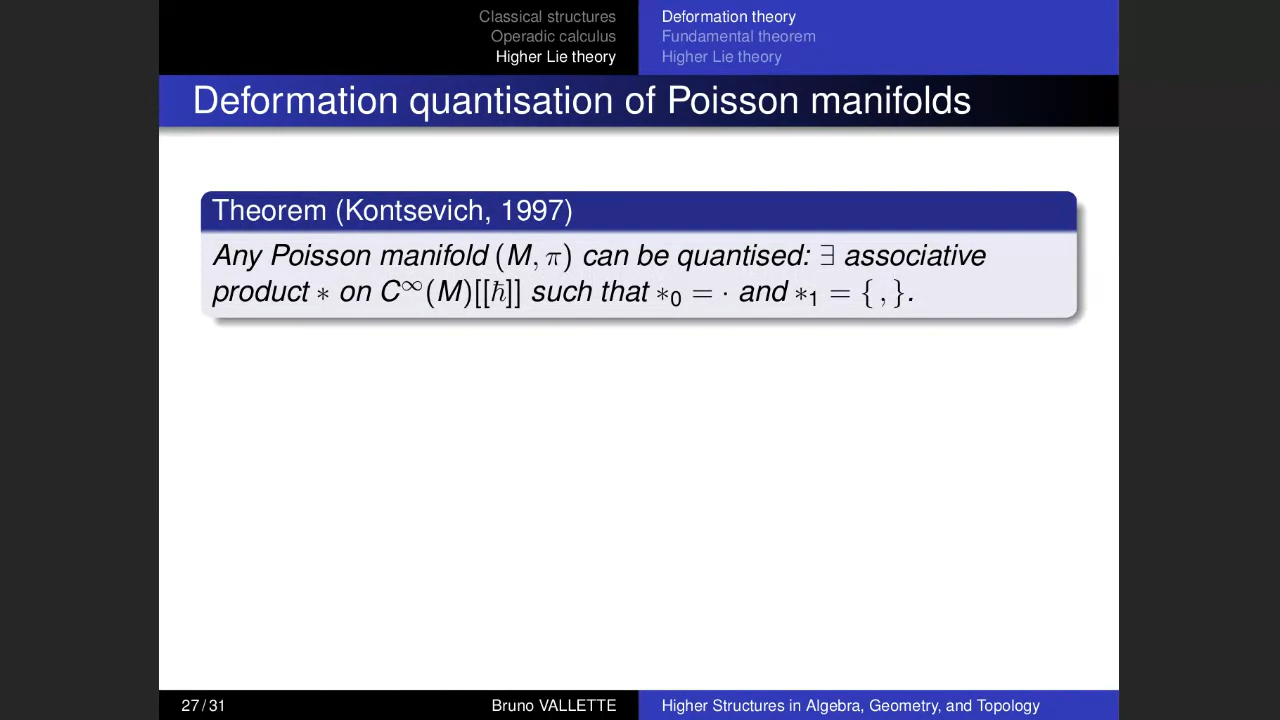 Classical structures
Operadic calculus
Higher Lie theory
Deformation theory
Fundamental theorem
Higher Lie theory
Deformation quantisation of Poisson manifolds
Theorem (Kontsevich, 1997)
Any Poisson manifold (M, π) can be quantised: ∃ associative
product ∗ on C∞(M)[[ℏ]] such that ∗₀ = · and ∗₁ = { , }.
27 / 31
Bruno VALLETTE
Higher Structures in Algebra, Geometry, and Topology